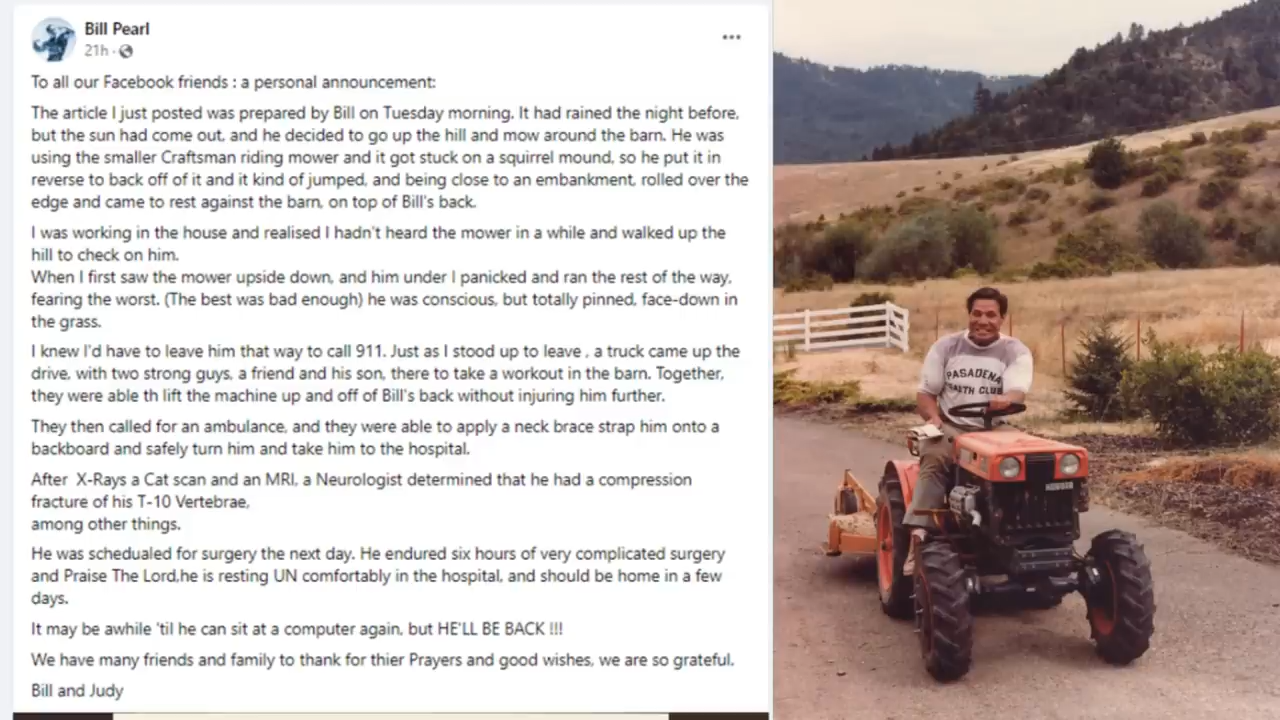 Bill Pearl
21h ·
To all our Facebook friends : a personal announcement:
The article I just posted was prepared by Bill on Tuesday morning. It had rained the night before,
but the sun had come out, and he decided to go up the hill and mow around the barn. He was
using the smaller Craftsman riding mower and it got stuck on a squirrel mound, so he put it in
reverse to back off of it and it kind of jumped, and being close to an embankment, rolled over the
edge and came to rest against the barn, on top of Bill's back.
I was working in the house and realised I hadn't heard the mower in a while and walked up the
hill to check on him.
When I first saw the mower upside down, and him under I panicked and ran the rest of the way,
fearing the worst. (The best was bad enough) he was conscious, but totally pinned, face-down in
the grass.
I knew I'd have to leave him that way to call 911. Just as I stood up to leave , a truck came up the
drive, with two strong guys, a friend and his son, there to take a workout in the barn. Together,
they were able th lift the machine up and off of Bill's back without injuring him further.
They then called for an ambulance, and they were able to apply a neck brace strap him onto a
backboard and safely turn him and take him to the hospital.
After X-Rays a Cat scan and an MRI, a Neurologist determined that he had a compression
fracture of his T-10 Vertebrae,
among other things.
He was schedualed for surgery the next day. He endured six hours of very complicated surgery
and Praise The Lord,he is resting UN comfortably in the hospital, and should be home in a few
days.
It may be awhile 'til he can sit at a computer again, but HE'LL BE BACK !!!
We have many friends and family to thank for thier Prayers and good wishes, we are so grateful.
Bill and Judy
PASADENA
HEALTH CLUB